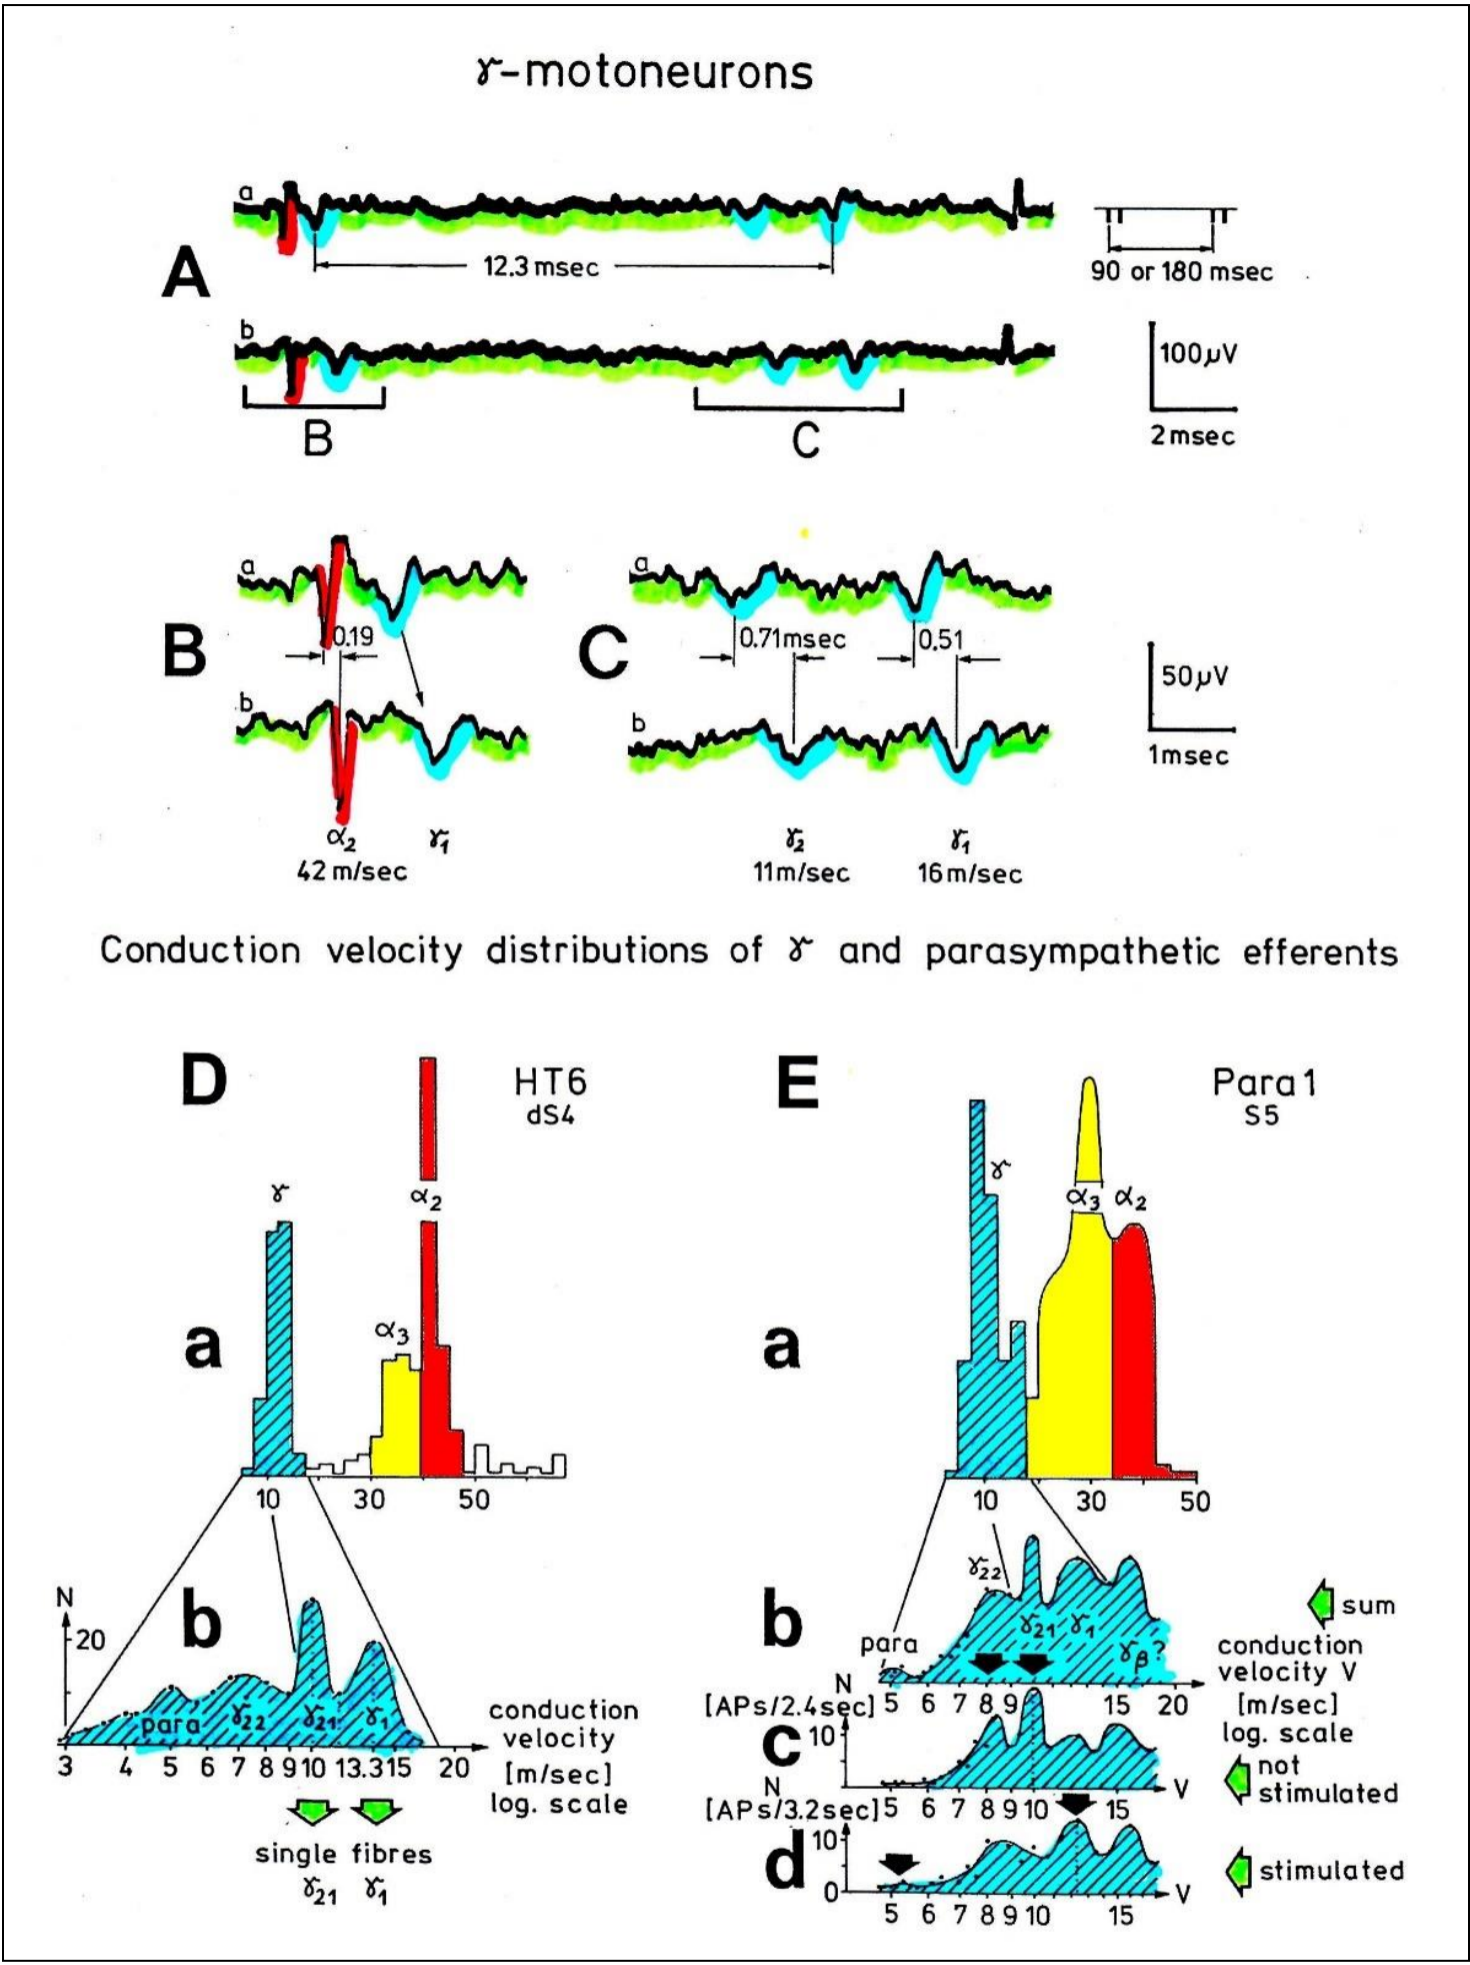 γ-motoneurons
a
12.3 msec
90 or 180 msec
A
b
100µV
2msec
B
C
a
a
0.19
0.71msec
0.51
B
C
50µV
b
b
1msec
α2
γ1
γ2
γ1
42 m/sec
11m/sec
16m/sec
Conduction velocity distributions of γ and parasympathetic efferents
D
HT6
dS4
E
Para1
S5
γ
α2
γ
α3
α2
a
α3
a
10 30 50
10 30 50
N
20
b
para
γ22
γ21
γ1
3 4 5 6 7 8 9 10 13.3 15 20
conduction
velocity
[m/sec]
log. scale
single fibres
γ21 γ1
b
γ22
sum
para
γ21 γ1
γβ?
conduction
velocity V
[m/sec]
log. scale
N
[APs/2.4sec]
5 6 7 8 9 15 20
c
10
not
stimulated
N
V
[APs/3.2sec]
5 6 7 8 9 10 15
d
10
0
stimulated
V
5 6 7 8 9 10 15